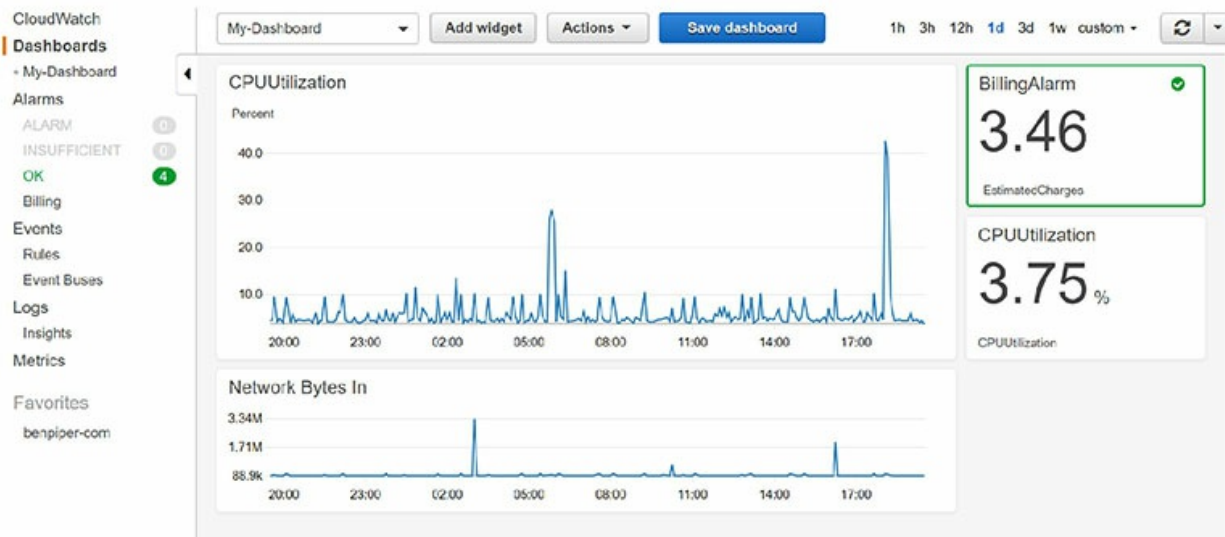 CloudWatch
Dashboards
My-Dashboard
Alarms
ALARM 0
INSUFFICIENT 0
OK 4
Billing
Events
Rules
Event Buses
Logs
Insights
Metrics
Favorites
benpiper-com
My-Dashboard Add widget Actions Save dashboard 1h 3h 12h 1d 3d 1w custom
CPUUtilization
Percent
40.0
30.0
20.0
10.0
20:00 23:00 02:00 05:00 08:00 11:00 14:00 17:00
Network Bytes In
3.34M
1.71M
88.9k
20:00 23:00 02:00 05:00 08:00 11:00 14:00 17:00
BillingAlarm
3.46
EstimatedCharges
CPUUtilization
3.75 %
CPUUtilization